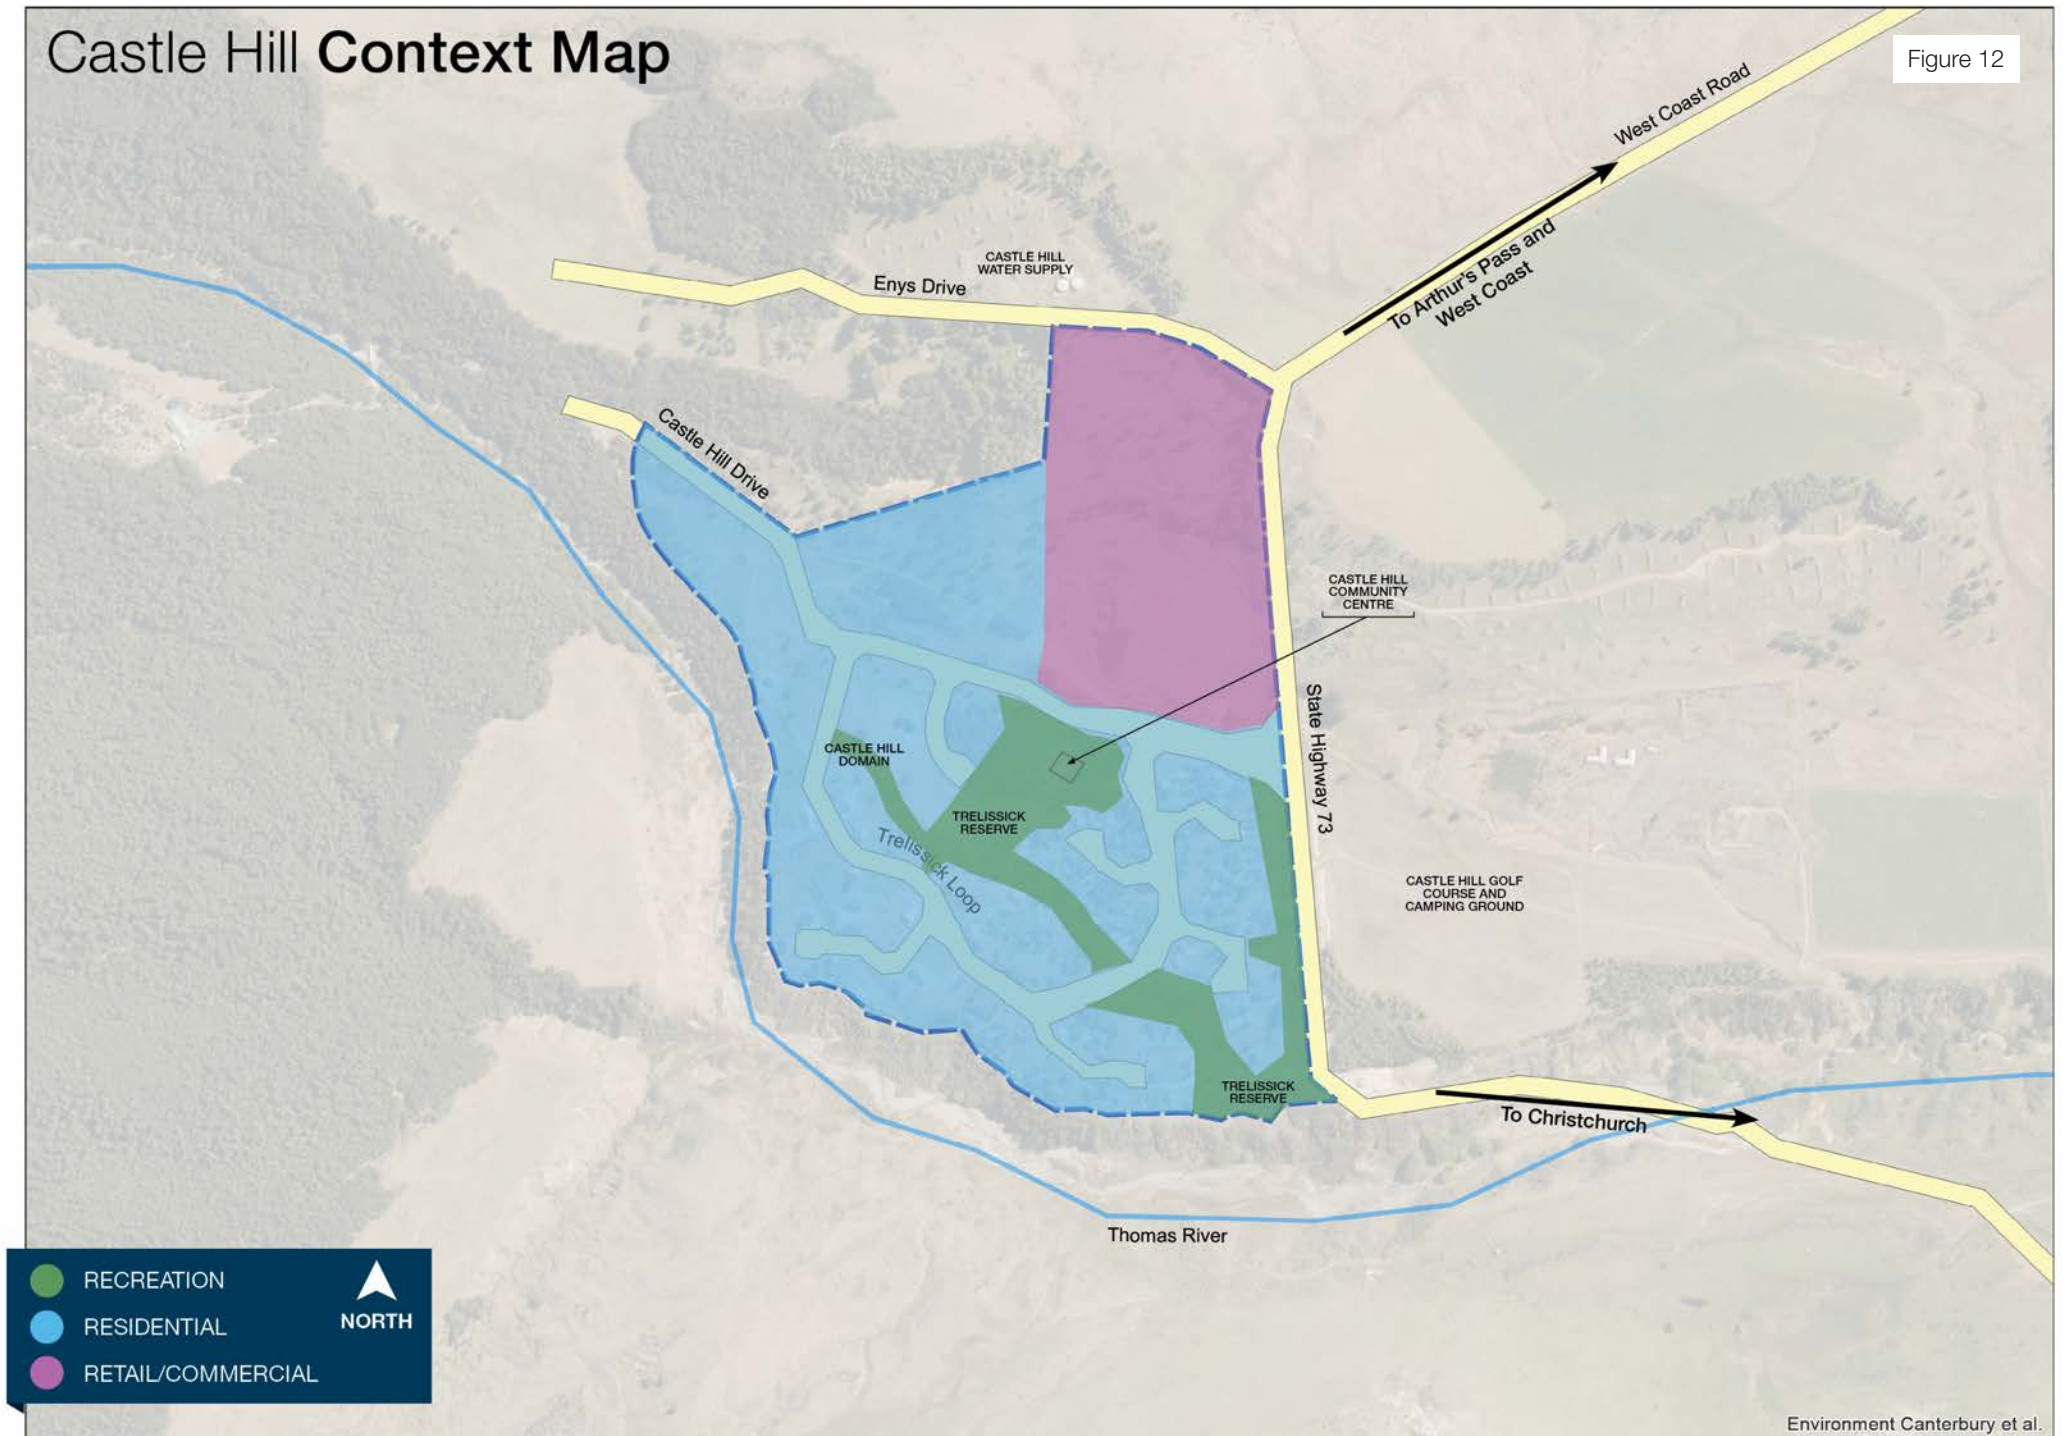 Castle Hill Context Map
Figure 12
West Coast Road
To Arthur's Pass and
West Coast
CASTLE HILL
WATER SUPPLY
Enys Drive
Castle Hill Drive
CASTLE HILL
COMMUNITY
CENTRE
State Highway 73
CASTLE HILL
DOMAIN
TRELISSICK
RESERVE
Trelissick Loop
CASTLE HILL GOLF
COURSE AND
CAMPING GROUND
TRELISSICK
RESERVE
To Christchurch
Thomas River
RECREATION
RESIDENTIAL
RETAIL/COMMERCIAL
NORTH
Environment Canterbury et al.